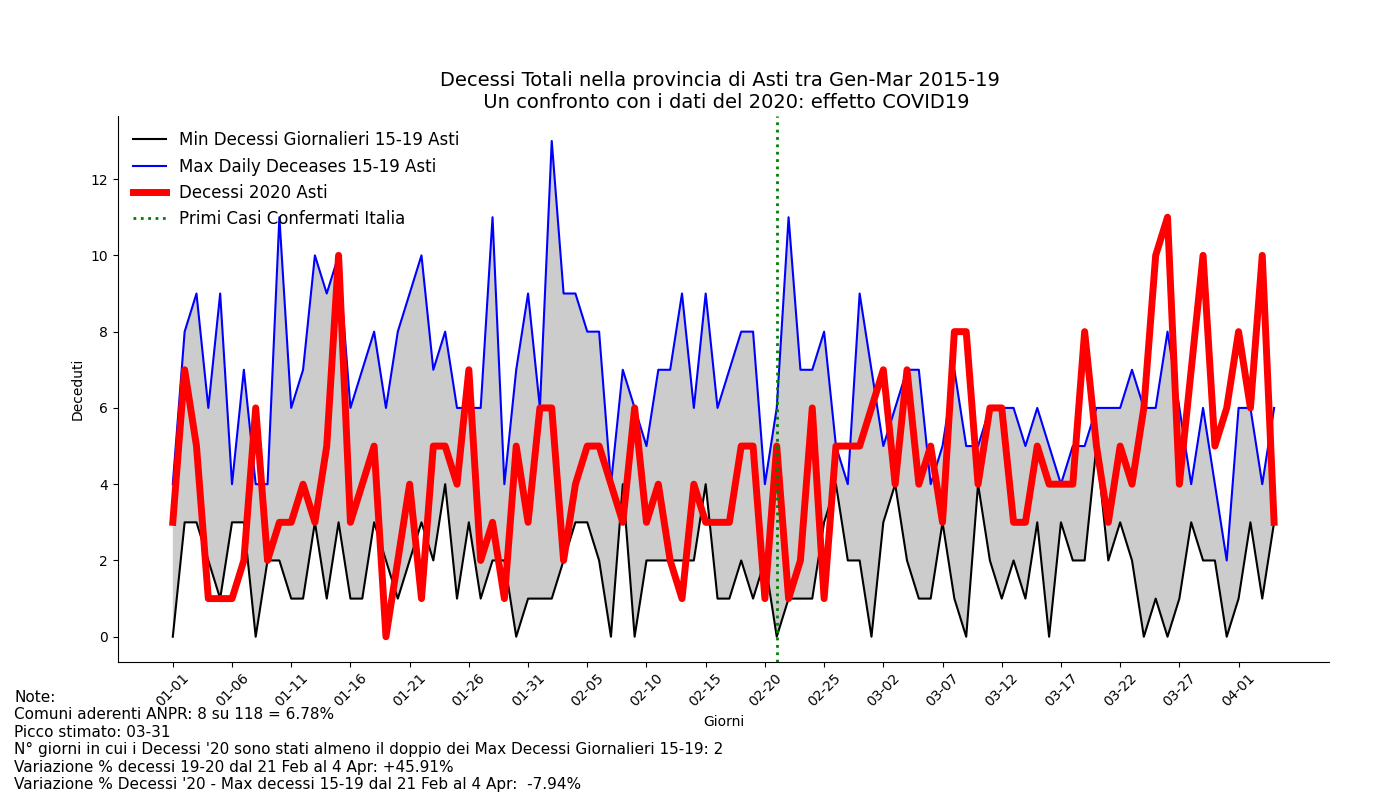 Decessi Totali nella provincia di Asti tra Gen-Mar 2015-19
Un confronto con i dati del 2020: effetto COVID19
Min Decessi Giornalieri 15-19 Asti
Max Daily Deceases 15-19 Asti
Decessi 2020 Asti
Primi Casi Confermati Italia
Deceduti
12
10
8
6
4
2
0
01-01
01-06
01-11
01-16
01-21
01-26
01-31
02-05
02-10
02-15
02-20
02-25
03-02
03-07
03-12
03-17
03-22
03-27
04-01
Giorni
Note:
Comuni aderenti ANPR: 8 su 118 = 6.78%
Picco stimato: 03-31
N° giorni in cui i Decessi '20 sono stati almeno il doppio dei Max Decessi Giornalieri 15-19: 2
Variazione % decessi 19-20 dal 21 Feb al 4 Apr: +45.91%
Variazione % Decessi '20 - Max decessi 15-19 dal 21 Feb al 4 Apr: -7.94%